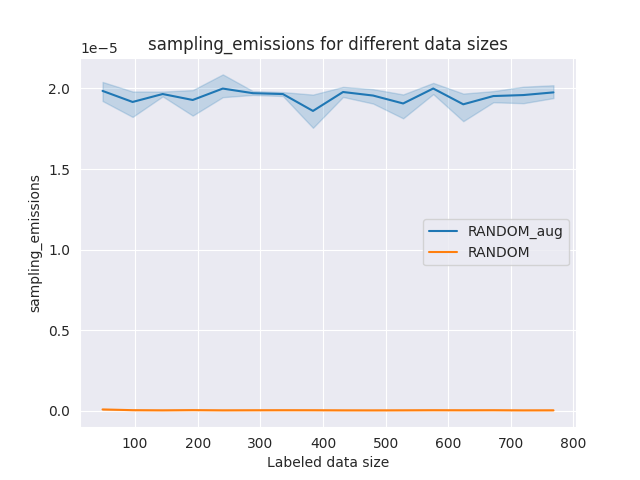 sampling_emissions for different data sizes
1e−5
2.0
1.5
1.0
0.5
0.0
sampling_emissions
RANDOM_aug
RANDOM
100 200 300 400 500 600 700 800
Labeled data size